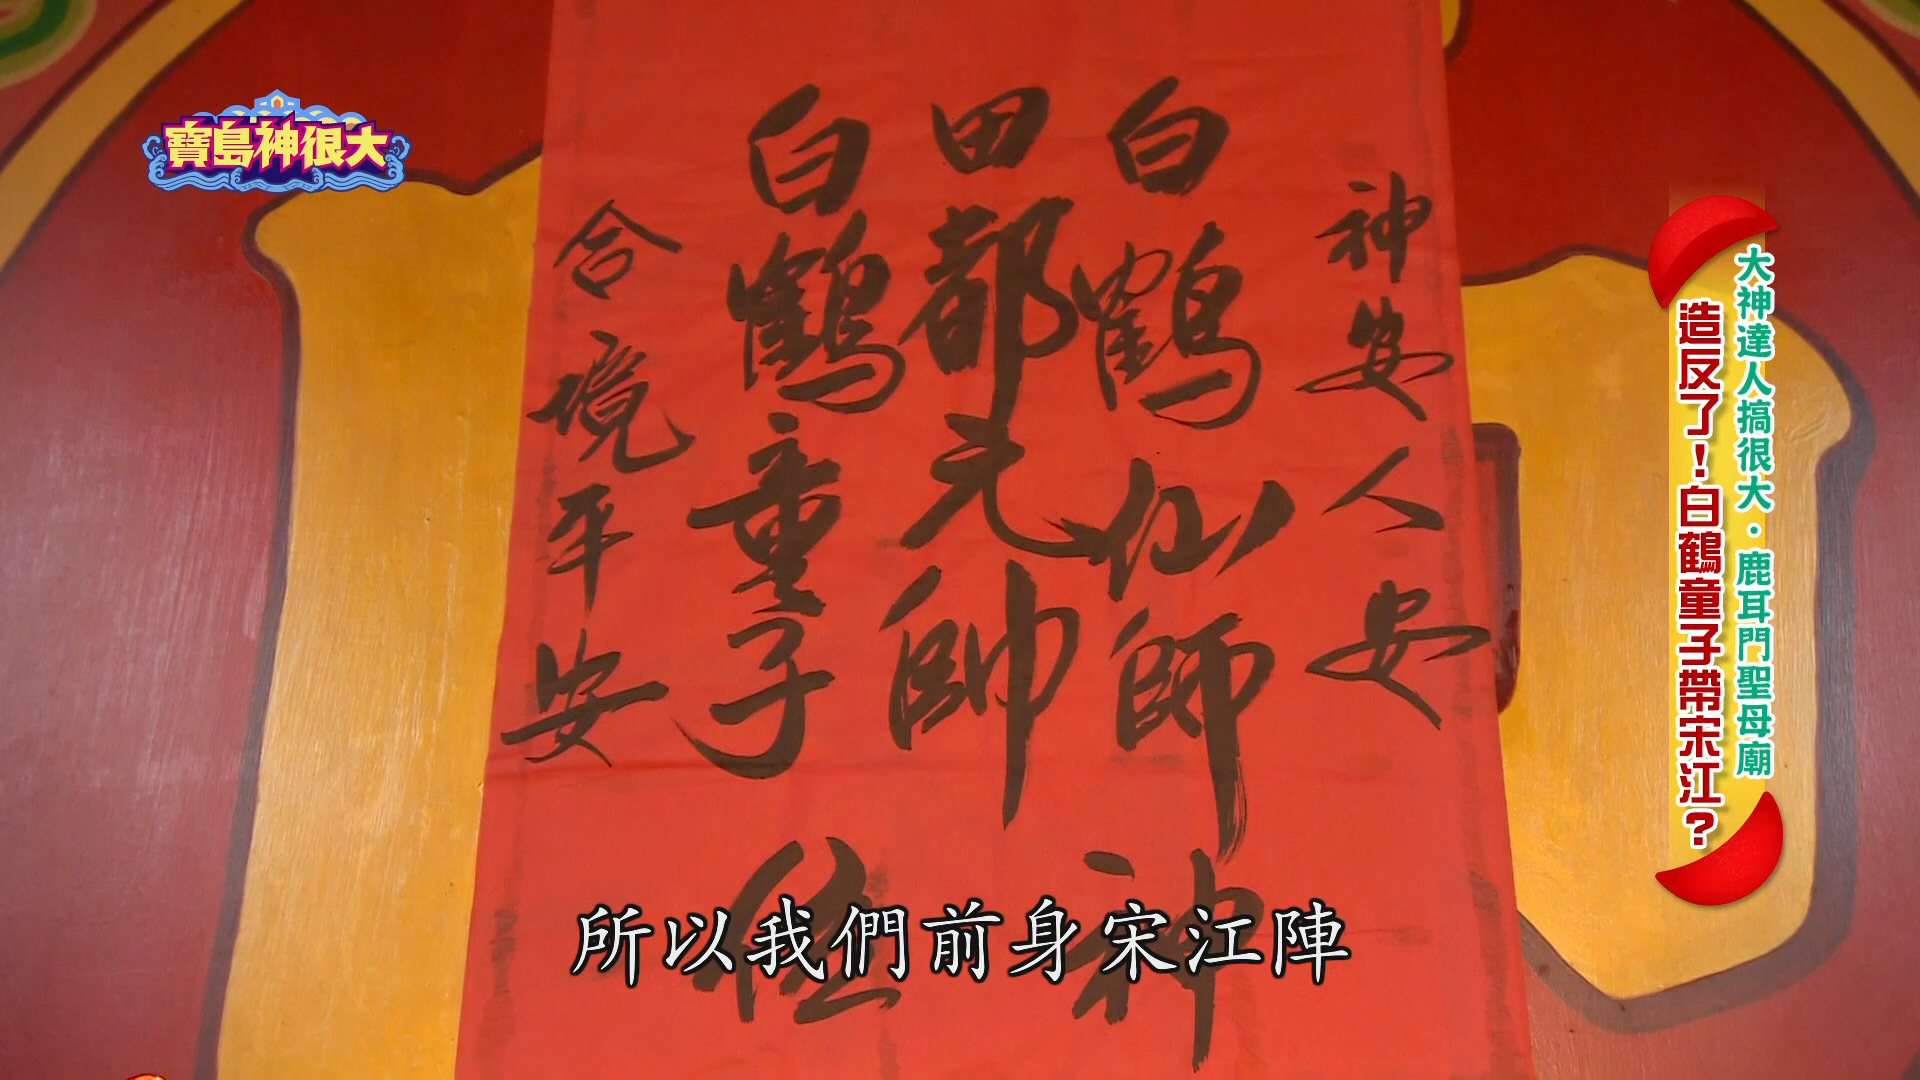 寶島神很大
大神達人搞很大・鹿耳門聖母廟
造反了!白鶴童子帶宋江?
神安人安
白鶴仙師
田都元帥
白鶴童子
神位
合境平安
所以我們前身宋江陣